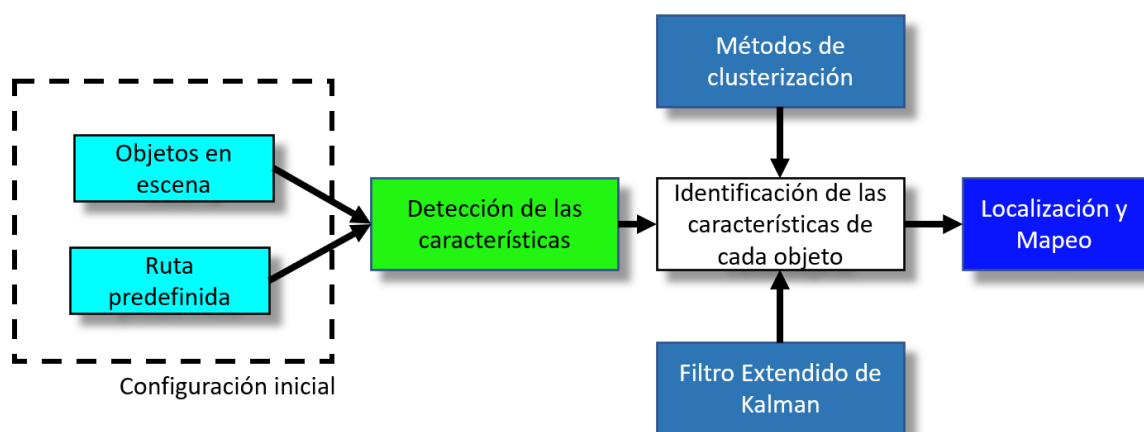 Métodos de
clusterización
Objetos en
escena
Ruta
predefinida
Configuración inicial
Detección de las
características
Identificación de las
características de
cada objeto
Localización y
Mapeo
Filtro Extendido de
Kalman